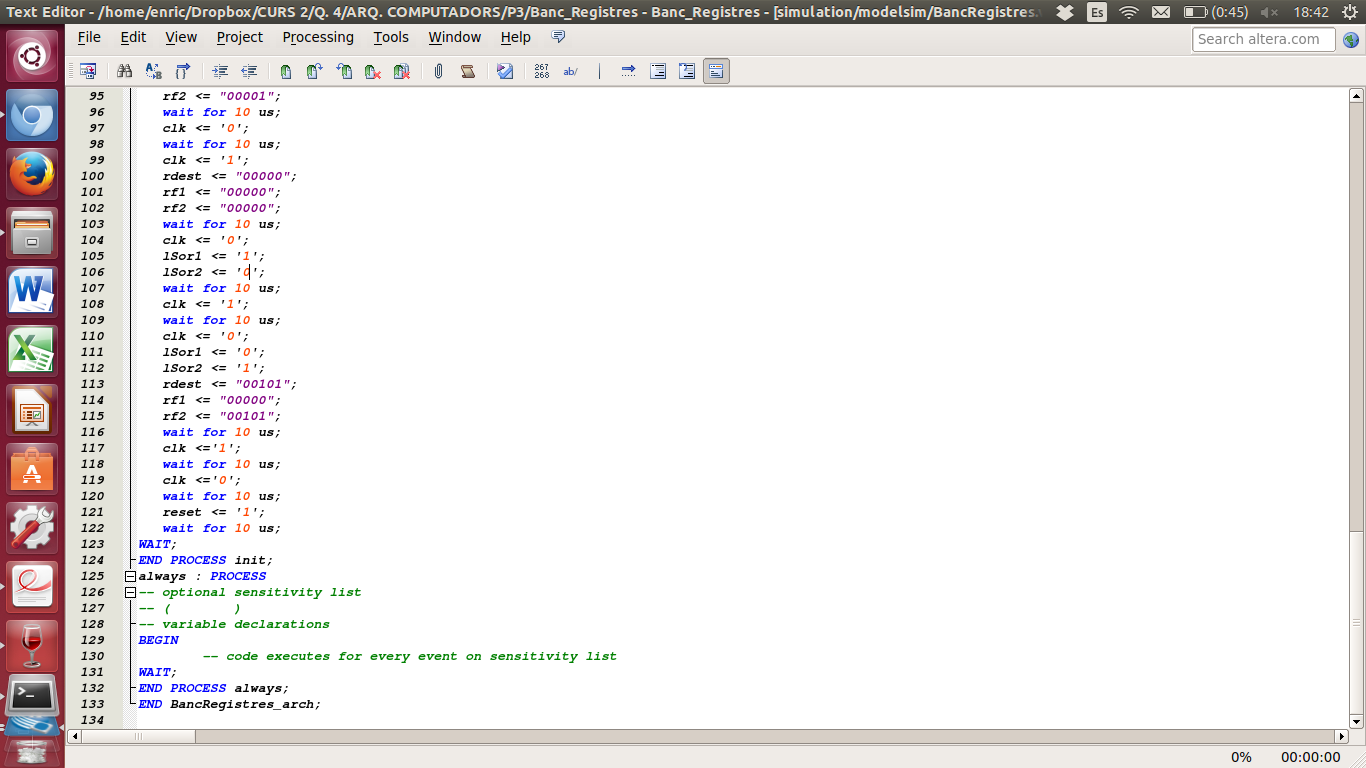 Text Editor - /home/enric/Dropbox/CURS 2/Q. 4/ARQ. COMPUTADORS/P3/Banc_Registres - Banc_Registres - [simulation/modelsim/BancRegistres.
Es
(0:45)
18:42
File Edit View Project Processing Tools Window Help
Search altera.com
267
268
ab/
95 rf2 <= "00001";
96 wait for 10 us;
97 clk <= '0';
98 wait for 10 us;
99 clk <= '1';
100 rdest <= "00000";
101 rf1 <= "00000";
102 rf2 <= "00000";
103 wait for 10 us;
104 clk <= '0';
105 lSor1 <= '1';
106 lSor2 <= '0';
107 wait for 10 us;
108 clk <= '1';
109 wait for 10 us;
110 clk <= '0';
111 lSor1 <= '0';
112 lSor2 <= '1';
113 rdest <= "00101";
114 rf1 <= "00000";
115 rf2 <= "00101";
116 wait for 10 us;
117 clk <='1';
118 wait for 10 us;
119 clk <='0';
120 wait for 10 us;
121 reset <= '1';
122 wait for 10 us;
123 WAIT;
124 END PROCESS init;
125 always : PROCESS
126 -- optional sensitivity list
127 -- ( )
128 -- variable declarations
129 BEGIN
130 -- code executes for every event on sensitivity list
131 WAIT;
132 END PROCESS always;
133 END BancRegistres_arch;
134
0% 00:00:00